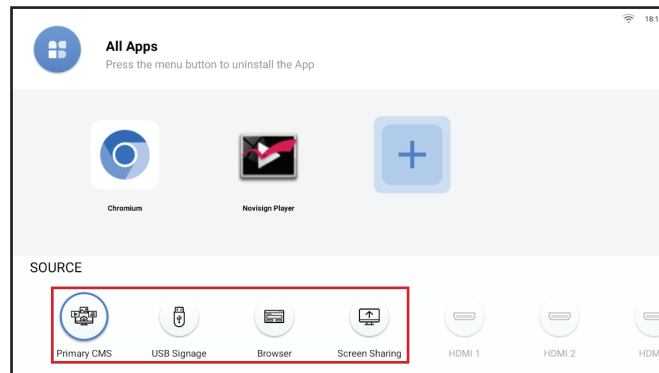 18:1
All Apps
Press the menu button to uninstall the App
Chromium
Novisign Player
SOURCE
Primary CMS
USB Signage
Browser
Screen Sharing
HDMI 1
HDMI 2
HDM